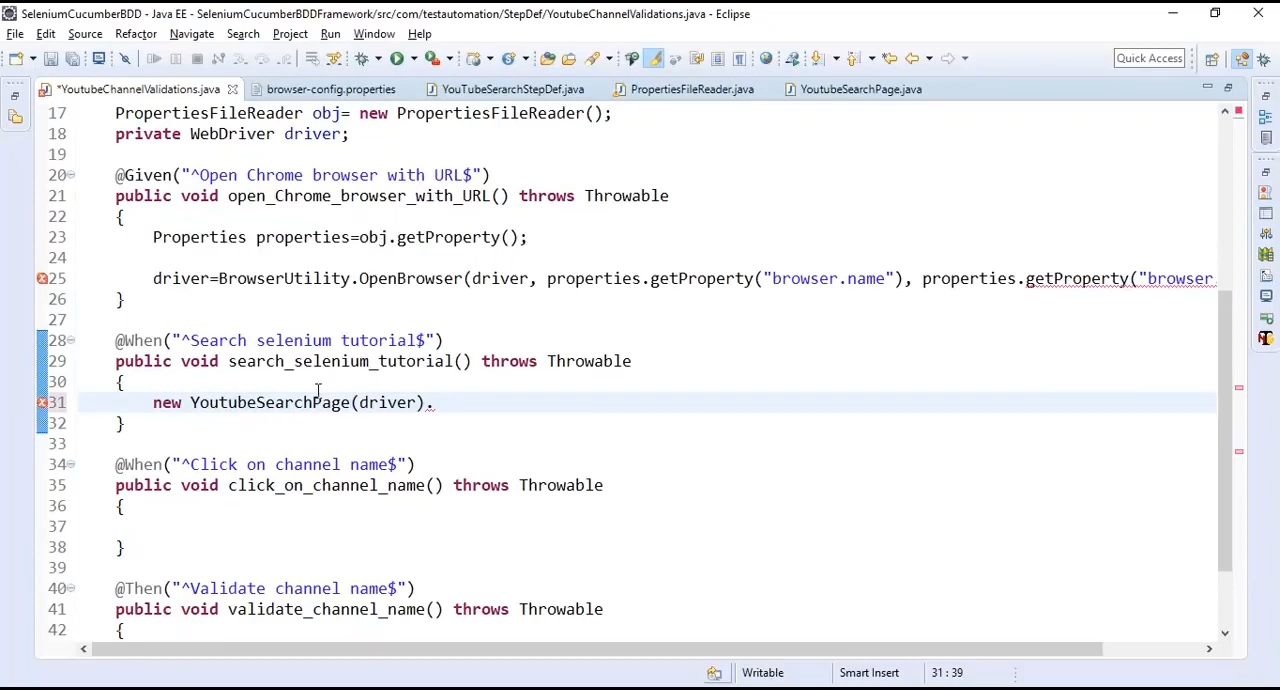 SeleniumCucumberBDD - Java EE - SeleniumCucumberBDDFramework/src/com/testautomation/StepDef/YoutubeChannelValidations.java - Eclipse
File Edit Source Refactor Navigate Search Project Run Window Help
Quick Access
*YoutubeChannelValidations.java browser-config.properties YouTubeSerarchStepDef.java PropertiesFileReader.java YoutubeSearchPage.java
17 PropertiesFileReader obj= new PropertiesFileReader();
18 private WebDriver driver;
19
20 @Given("^Open Chrome browser with URL$")
21 public void open_Chrome_browser_with_URL() throws Throwable
22 {
23 Properties properties=obj.getProperty();
24
25 driver=BrowserUtility.OpenBrowser(driver, properties.getProperty("browser.name"), properties.getProperty("browser.
26 }
27
28 @When("^Search selenium tutorial$")
29 public void search_selenium_tutorial() throws Throwable
30 {
31 new YoutubeSearchPage(driver).
32 }
33
34 @When("^Click on channel name$")
35 public void click_on_channel_name() throws Throwable
36 {
37
38 }
39
40 @Then("^Validate channel name$")
41 public void validate_channel_name() throws Throwable
42 {
Writable Smart Insert 31 : 39